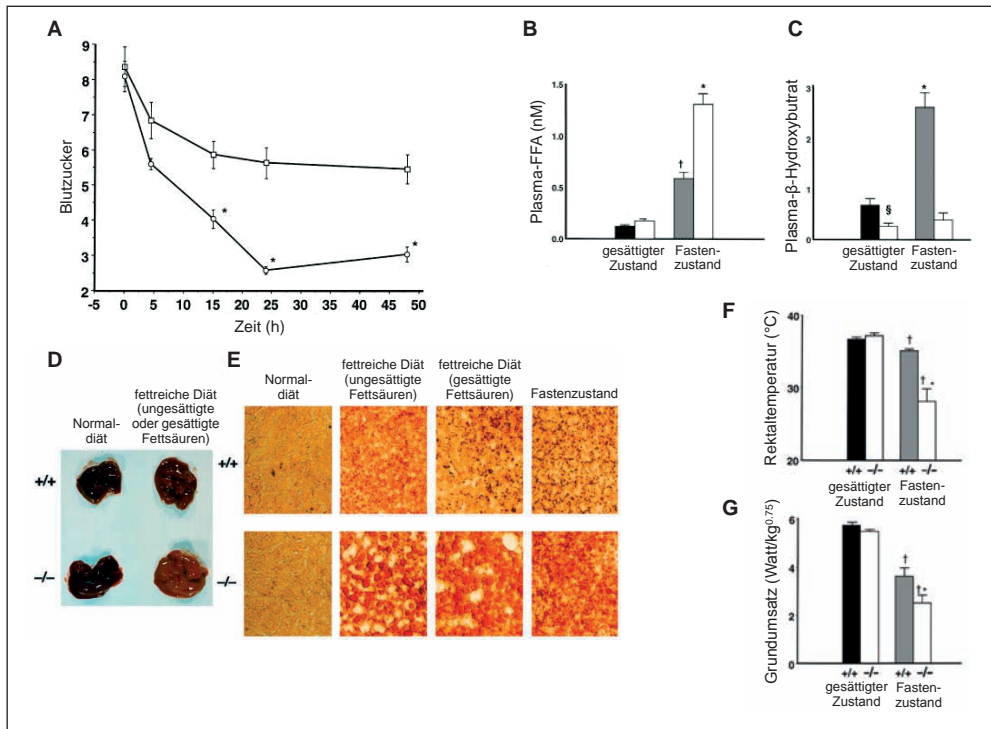 A
Blutzucker
9
8
7
6
5
4
3
2
*
*
*
-5 0 5 10 15 20 25 30 35 40 45 50
Zeit (h)
B
Plasma-FFA (nM)
1.5
1.0
0.5
0.0
†
*
gesättigter
Zustand
Fasten-
zustand
C
Plasma-β-Hydroxybutrat
3
2
1
0
§
*
gesättigter
Zustand
Fasten-
zustand
D
Normal-
diät
fettreiche Diät
(ungesättigte
oder gesättigte
Fettsäuren)
+/+
–/–
E
Normal-
diät
fettreiche Diät
(ungesättigte
Fettsäuren)
fettreiche Diät
(gesättigte
Fettsäuren)
Fastenzustand
+/+
–/–
F
Rektaltemperatur (°C)
40
30
20
†
† *
+/+ –/– +/+ –/–
gesättigter
Zustand
Fasten-
zustand
G
Grundumsatz (Watt/kg0.75)
6
4
2
0
†
†*
+/+ –/– +/+ –/–
gesättigter
Zustand
Fasten-
zustand